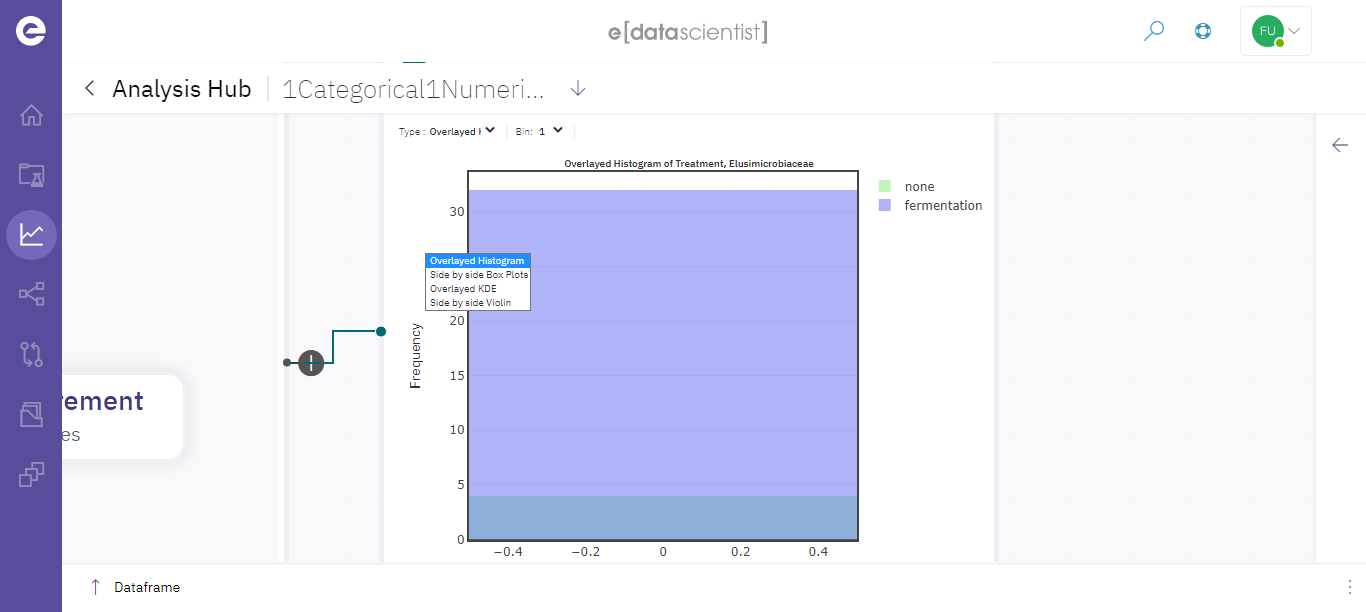 e[datascientist]
FU
Analysis Hub
1Categorical1Numeri...
Type : Overlayed H
Bin: 1
Overlayed Histogram of Treatment, Elusimicrobiaceae
none
fermentation
Overlayed Histogram
Side by side Box Plots
Overlayed KDE
Side by side Violin
Frequency
30
20
15
10
5
0
−0.4
−0.2
0
0.2
0.4
rement
es
Dataframe